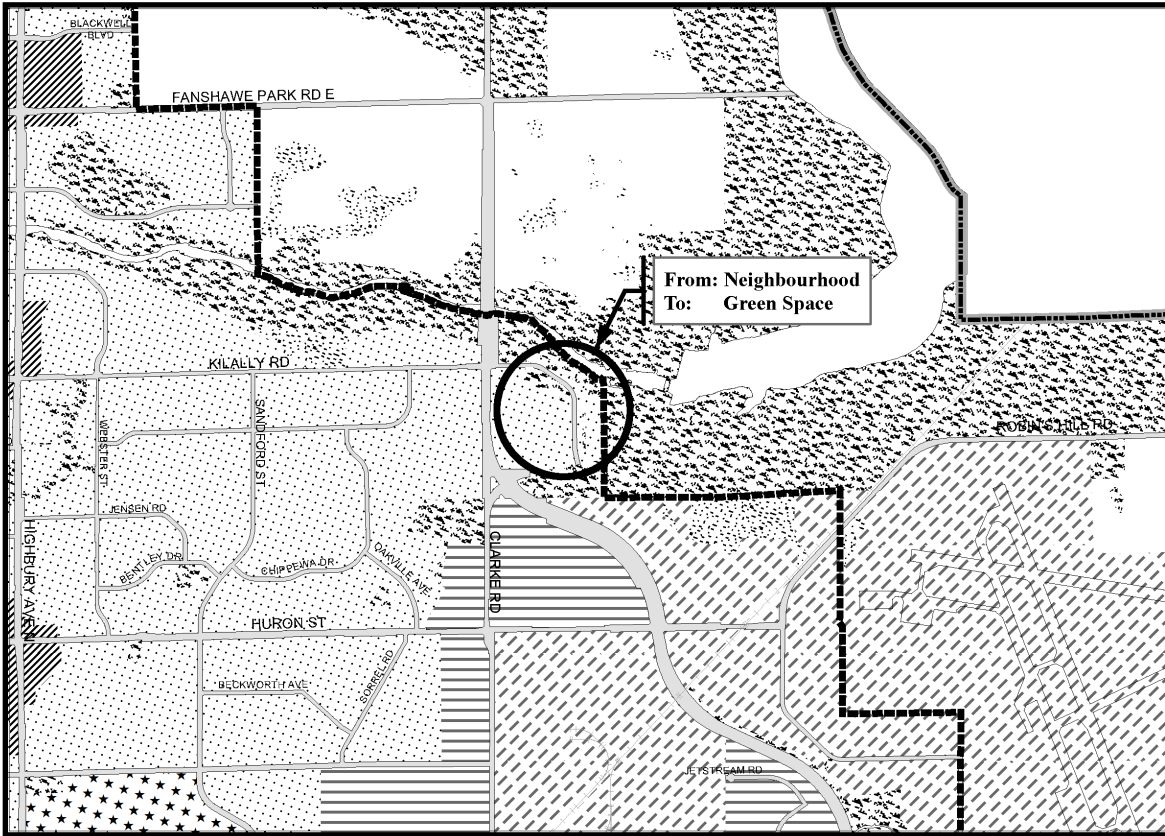 BLACKWELL
BLVD
FANSHAWE PARK RD E
From: Neighbourhood
To: Green Space
KILALLY RD
ROBIN'S HILL RD
WEBSTER ST
SANDFORD ST
JENSEN RD
HIGHBURY AVE N
BENTLEY DR
CHIPPEWA DR
OAKVILLE AVE
CLARKE RD
HURON ST
BECKWORTH AVE
SORREL RD
JETSTREAM RD